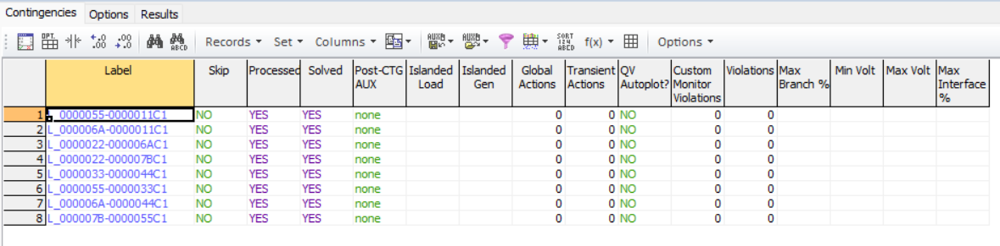 Contingencies Options Results
Records Set Columns AUXB AUXB SORT 124 ABED f(x) Options
Label Skip Processed Solved Post-CTG AUX Islanded Load Islanded Gen Global Actions Transient Actions QV Autoplot? Custom Monitor Violations Violations Max Branch % Min Volt Max Volt Max Interface %
1 L_0000055-0000011C1 NO YES YES none 0 0 NO 0 0
2 L_000006A-0000011C1 NO YES YES none 0 0 NO 0 0
3 L_0000022-000006AC1 NO YES YES none 0 0 NO 0 0
4 L_0000022-000007BC1 NO YES YES none 0 0 NO 0 0
5 L_0000033-0000044C1 NO YES YES none 0 0 NO 0 0
6 L_0000055-0000033C1 NO YES YES none 0 0 NO 0 0
7 L_000006A-0000044C1 NO YES YES none 0 0 NO 0 0
8 L_000007B-0000055C1 NO YES YES none 0 0 NO 0 0